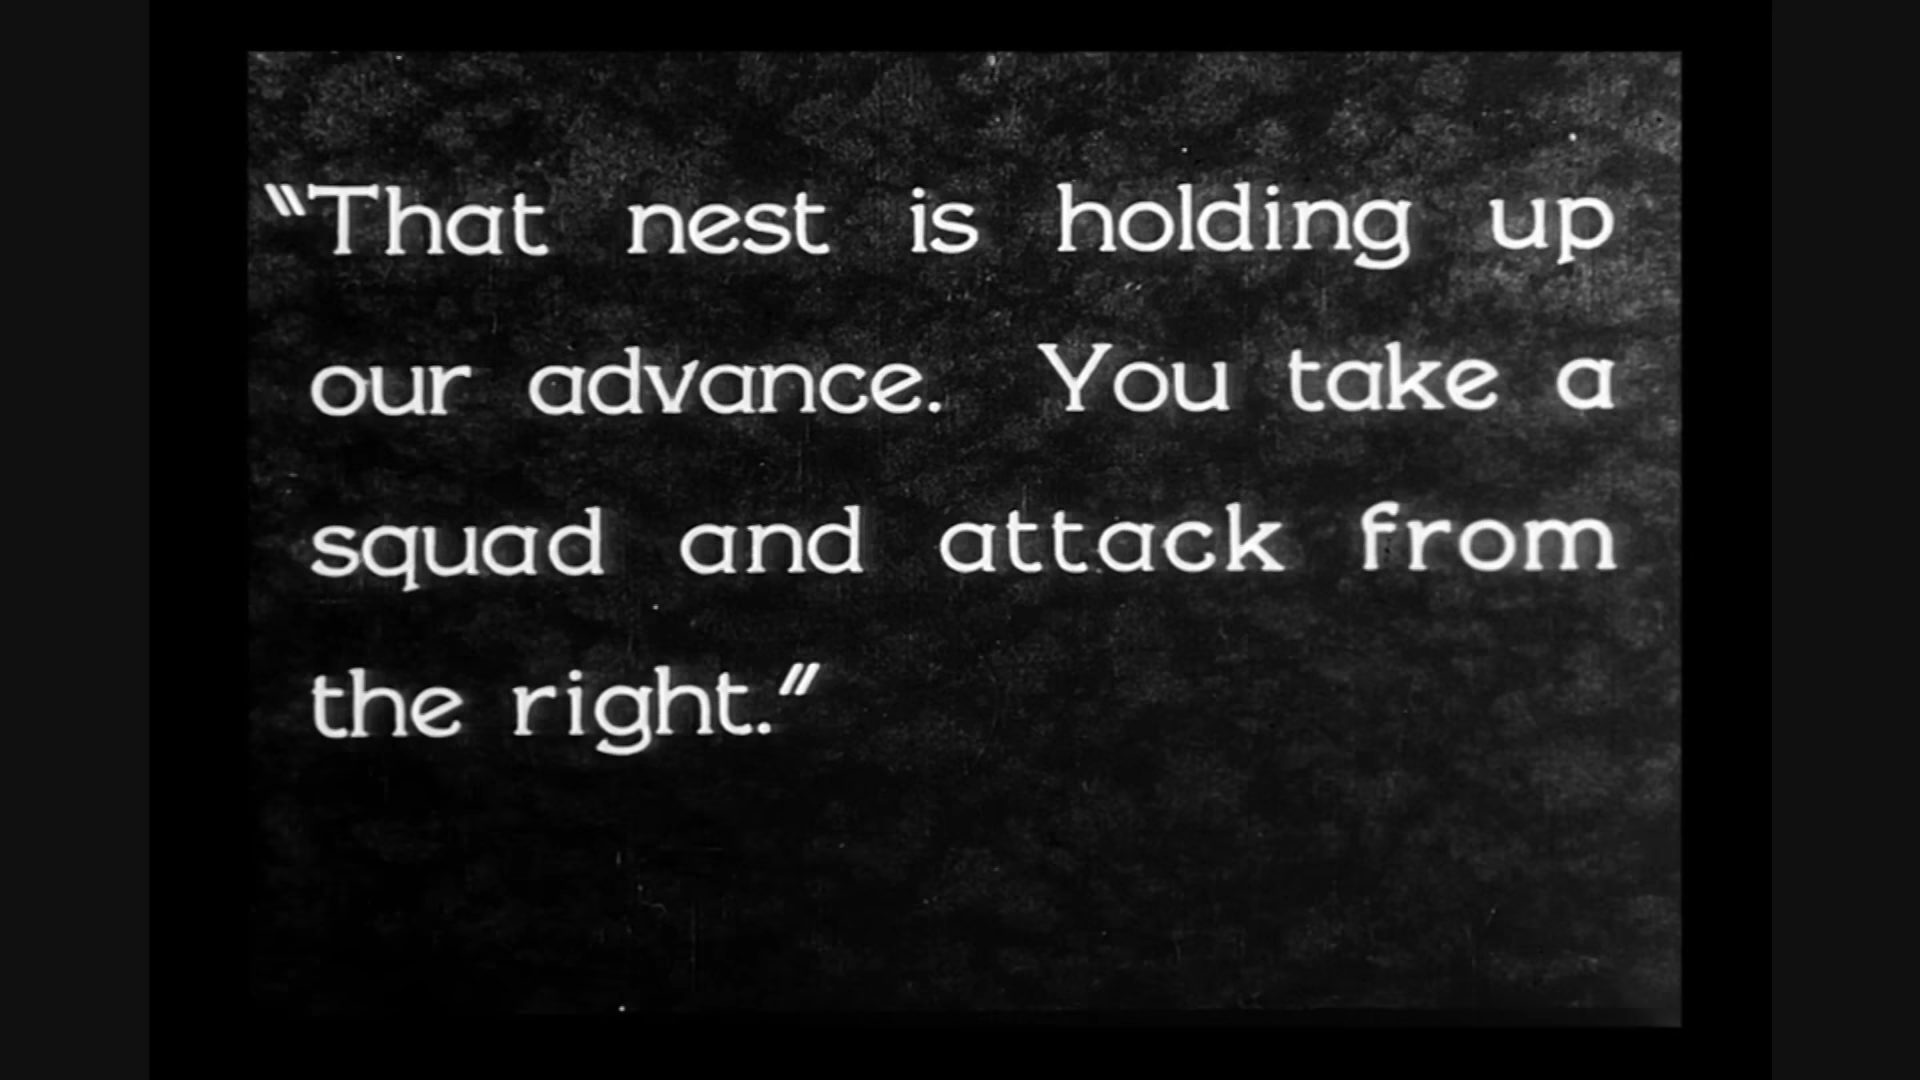 "That nest is holding up
our advance. You take a
squad and attack from
the right."